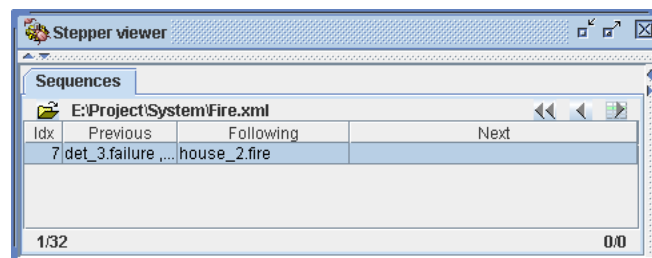 Stepper viewer
Sequences
E:\Project\System\Fire.xml
Idx Previous Following Next
7 det_3.failure ,... house_2.fire
1/32 0/0